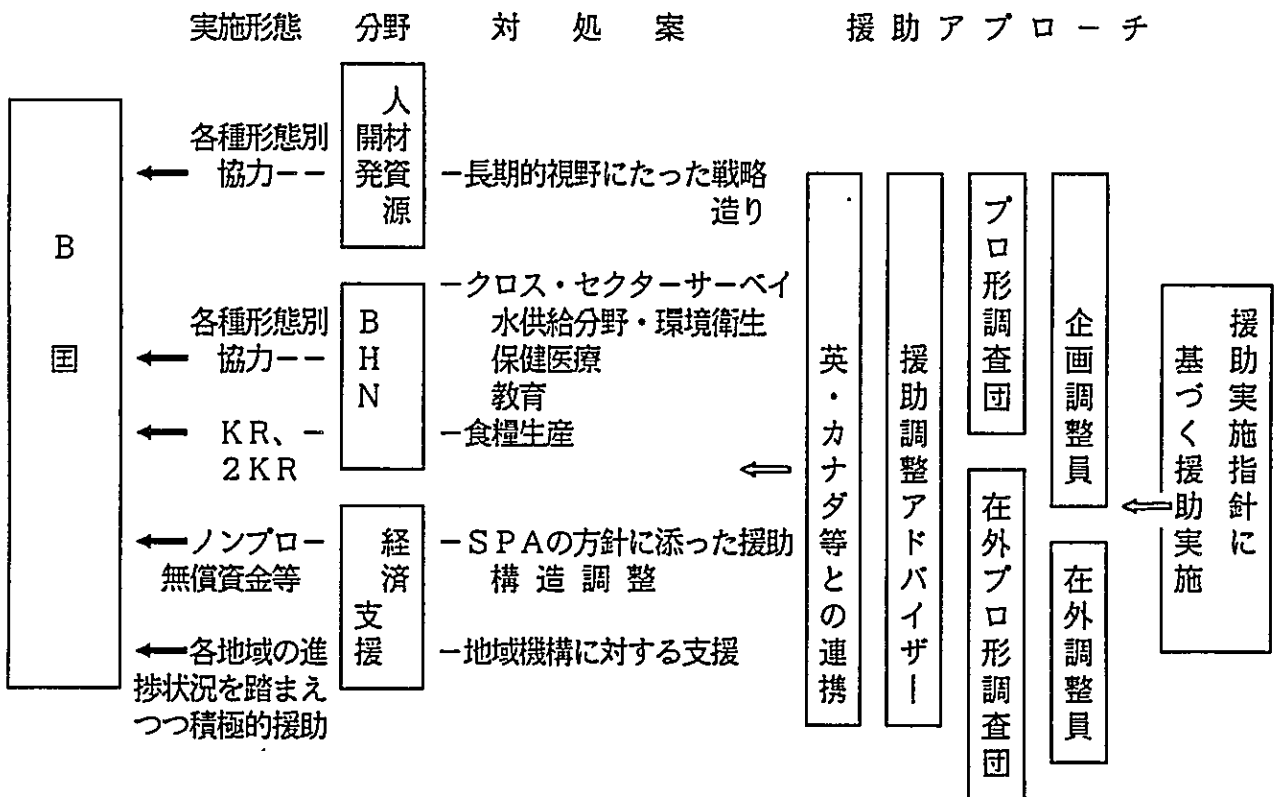 実施形態 分野 対処案 援助アプローチ
B国
各種形態別
協力--
人材資源
開発
-長期的視野にたった戦略
造り
各種形態別
協力--
KR、-
2KR
BHN
-クロス・セクターサーベイ
水供給分野・環境衛生
保健医療
教育
-食糧生産
ノンプロ-
無償資金等
各地域の進
捗状況を踏まえ
つつ積極的援助
経済
支援
-SPAの方針に添った援助
構造調整
-地域機構に対する支援
英・カナダ等との連携
援助調整アドバイザー
プロ形調査団
在外プロ形調査団
企画調整員
在外調整員
援助実施指針に
基づく援助実施